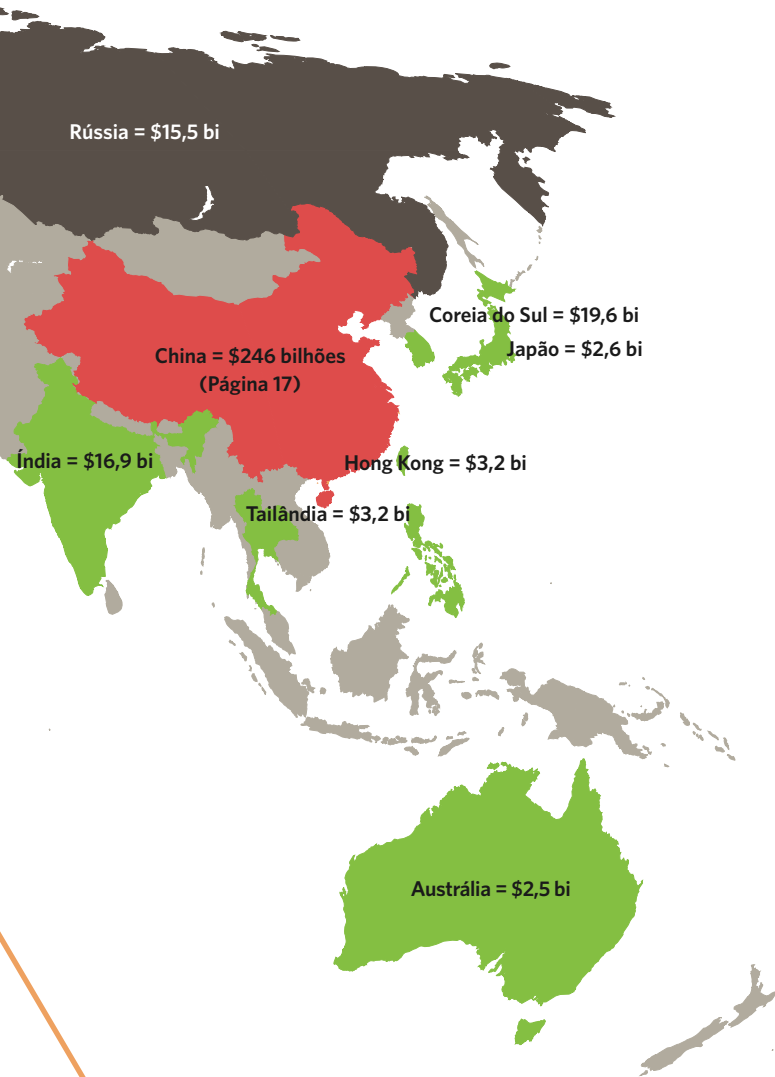 Rússia = $15,5 bi
Coreia do Sul = $19,6 bi
Japão = $2,6 bi
China = $246 bilhões
(Página 17)
Índia = $16,9 bi
Hong Kong = $3,2 bi
Tailândia = $3,2 bi
Austrália = $2,5 bi